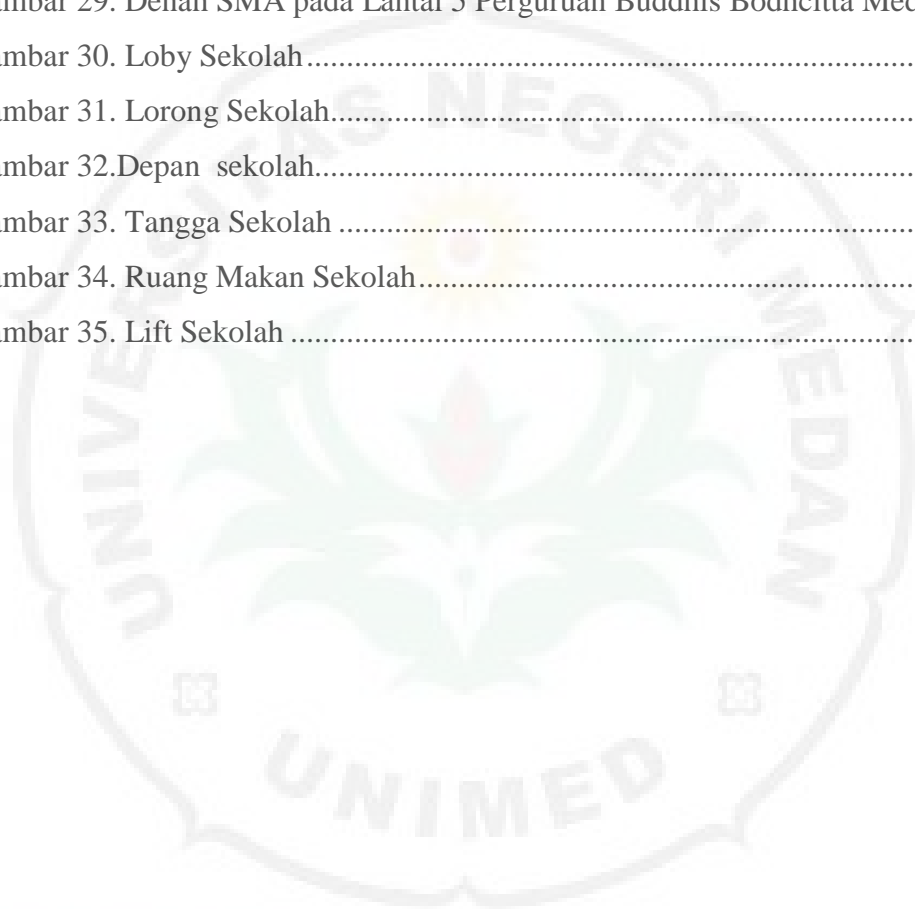 ambar 29. Denah SMA pada Lantai 5 Perguruan Buddhis Bodhicitta Med
ambar 30. Loby Sekolah........................................................................................
ambar 31. Lorong Sekolah....................................................................................
ambar 32.Depan  sekolah......................................................................................
ambar 33. Tangga Sekolah ...................................................................................
ambar 34. Ruang Makan Sekolah.........................................................................
ambar 35. Lift Sekolah .........................................................................................
UNIVERSITAS NEGERI MEDAN
UNIMED